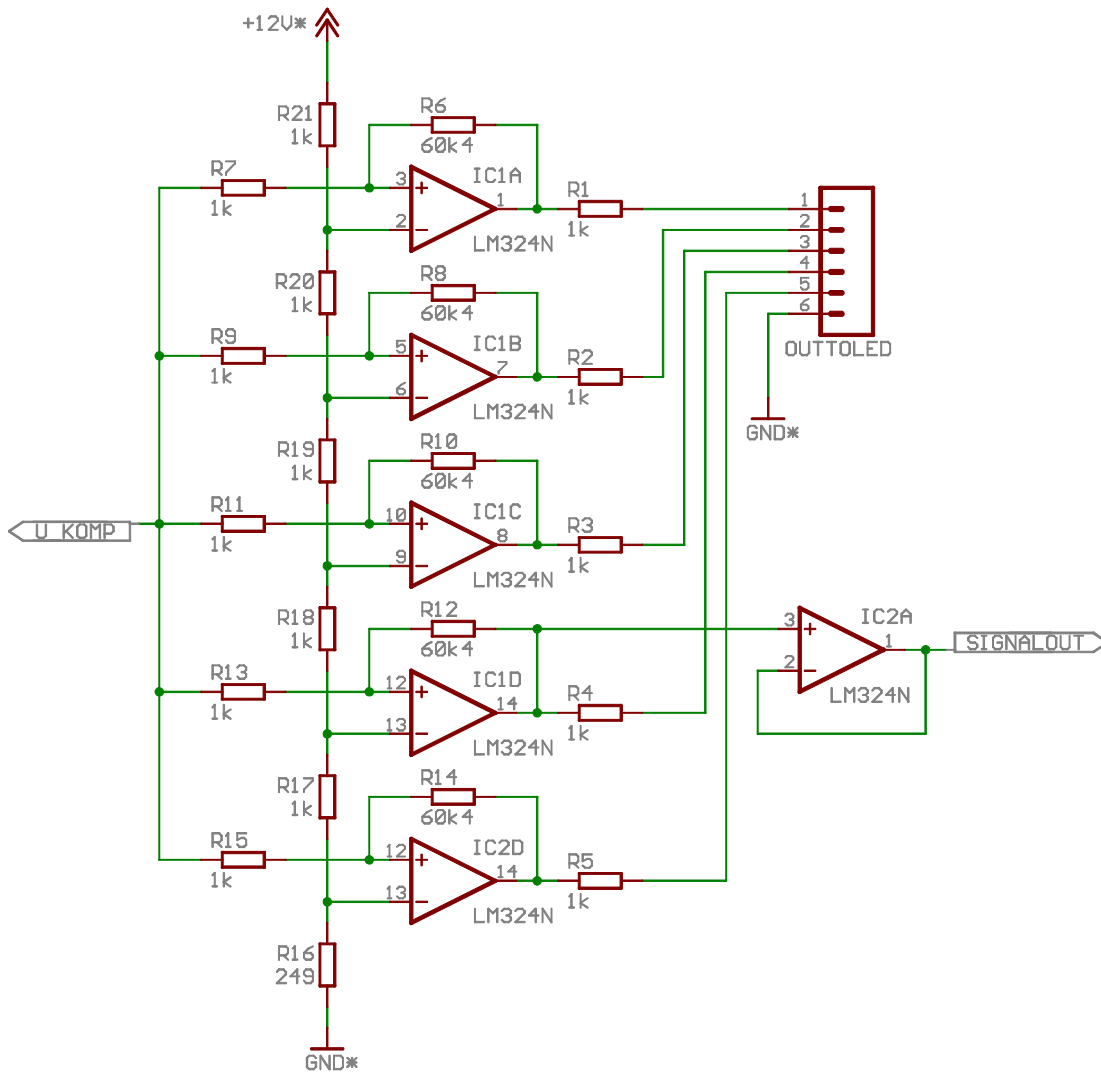 +12V*
R21
1k
R6
60k4
R7
1k
3
2
1
IC1A
LM324N
R1
1k
1
2
3
4
5
6
OUTTOLED
GND*
R20
1k
R8
60k4
R9
1k
5
6
7
IC1B
LM324N
R2
1k
R19
1k
R10
60k4
R11
1k
U KOMP
10
9
8
IC1C
LM324N
R3
1k
R18
1k
R12
60k4
R13
1k
12
13
14
IC1D
LM324N
R4
1k
3
2
1
IC2A
LM324N
SIGNALOUT
R17
1k
R14
60k4
R15
1k
12
13
14
IC2D
LM324N
R5
1k
R16
249
GND*